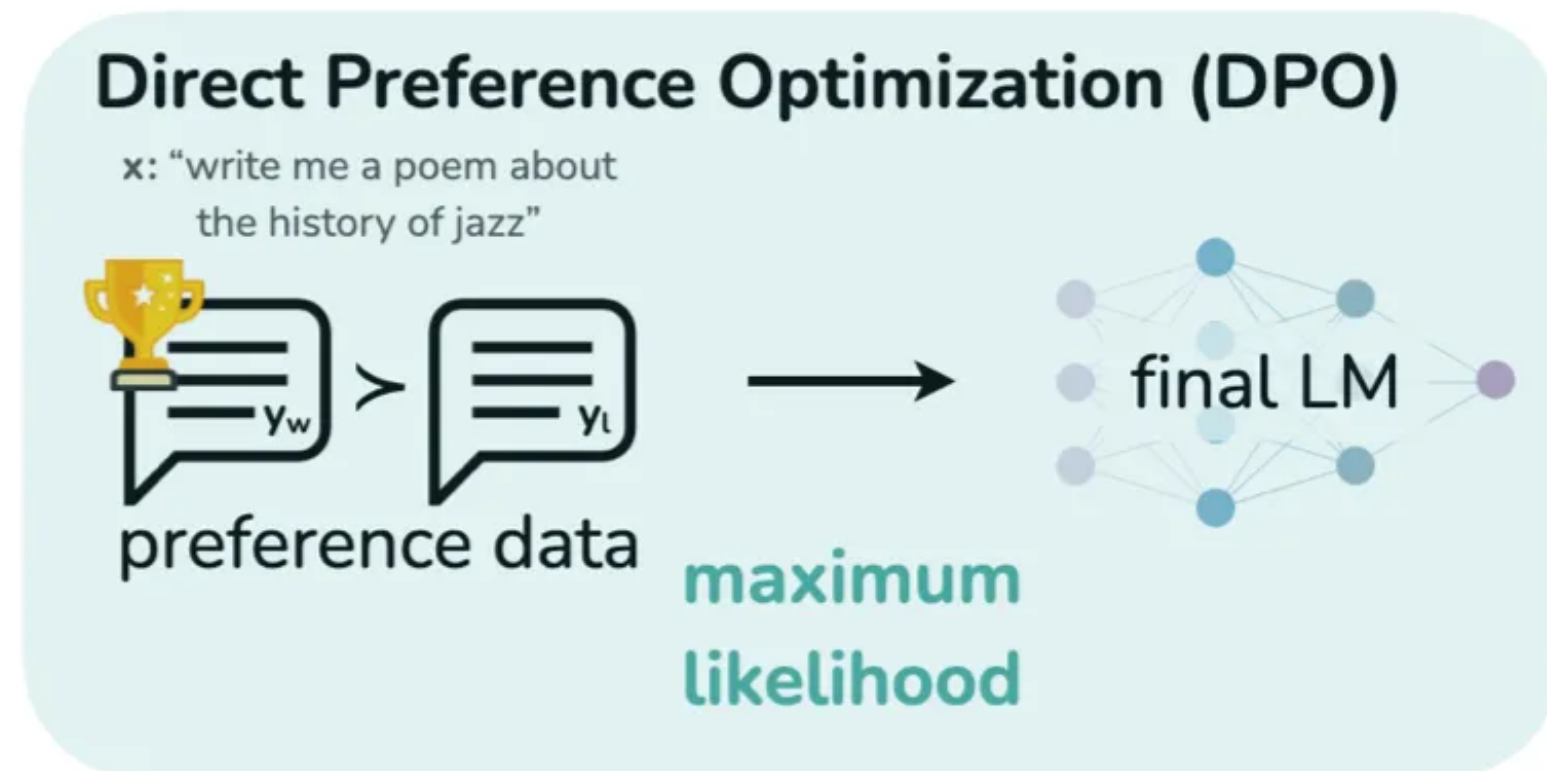 Direct Preference Optimization (DPO)
x: “write me a poem about
the history of jazz”
yw
≻
yl
preference data
maximum
likelihood
final LM